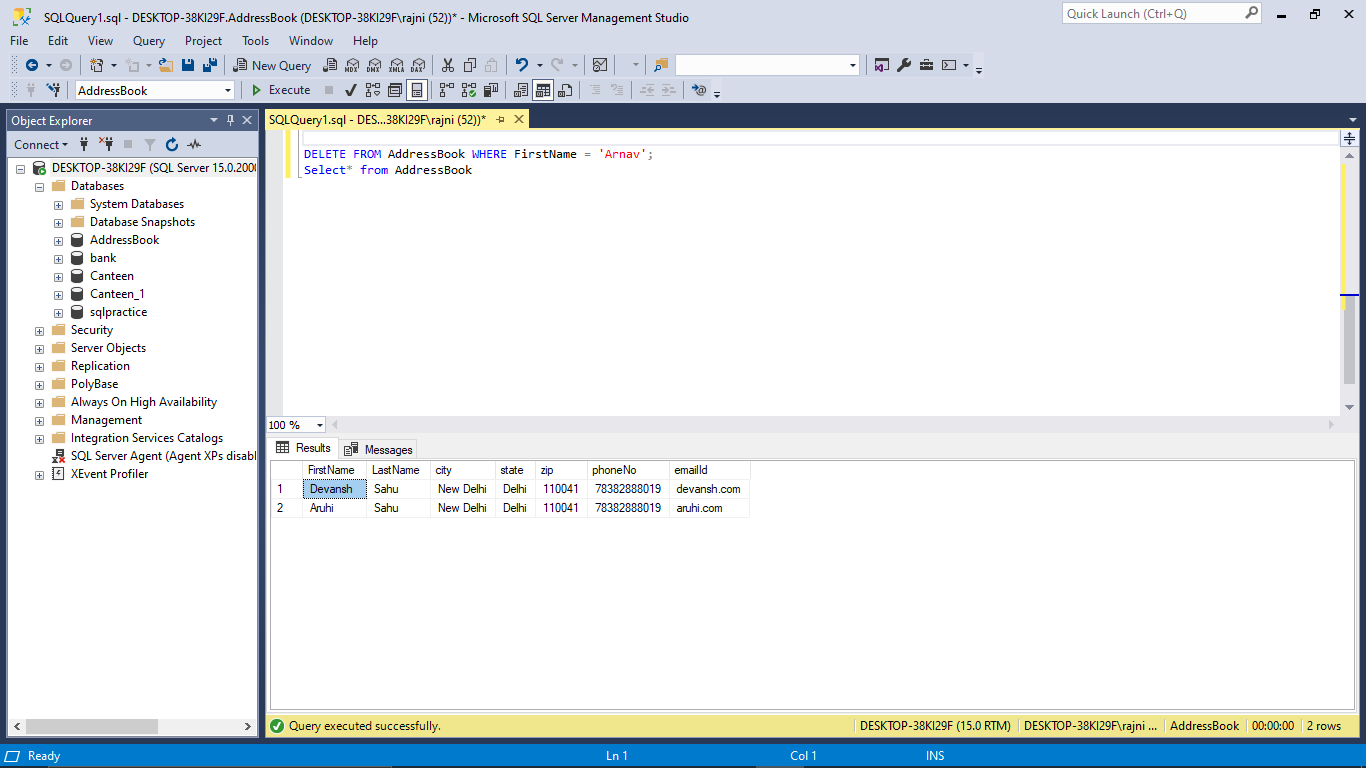 SQLQuery1.sql - DESKTOP-38KI29F.AddressBook (DESKTOP-38KI29F\rajni (52))* - Microsoft SQL Server Management Studio
Quick Launch (Ctrl+Q)
File Edit View Query Project Tools Window Help
New Query MDX DMX XMLA DAX
AddressBook Execute
Object Explorer
SQLQuery1.sql - DES...38KI29F\rajni (52))*
Connect
DESKTOP-38KI29F (SQL Server 15.0.2000
Databases
System Databases
Database Snapshots
AddressBook
bank
Canteen
Canteen_1
sqlpractice
Security
Server Objects
Replication
PolyBase
Always On High Availability
Management
Integration Services Catalogs
SQL Server Agent (Agent XPs disabl
XEvent Profiler
DELETE FROM AddressBook WHERE FirstName = 'Arnav';
Select* from AddressBook
100 %
Results Messages
FirstName LastName city state zip phoneNo emailId
1 Devansh Sahu New Delhi Delhi 110041 78382888019 devansh.com
2 Aruhi Sahu New Delhi Delhi 110041 78382888019 aruhi.com
Query executed successfully. DESKTOP-38KI29F (15.0 RTM) DESKTOP-38KI29F\rajni ... AddressBook 00:00:00 2 rows
Ready Ln 1 Col 1 INS